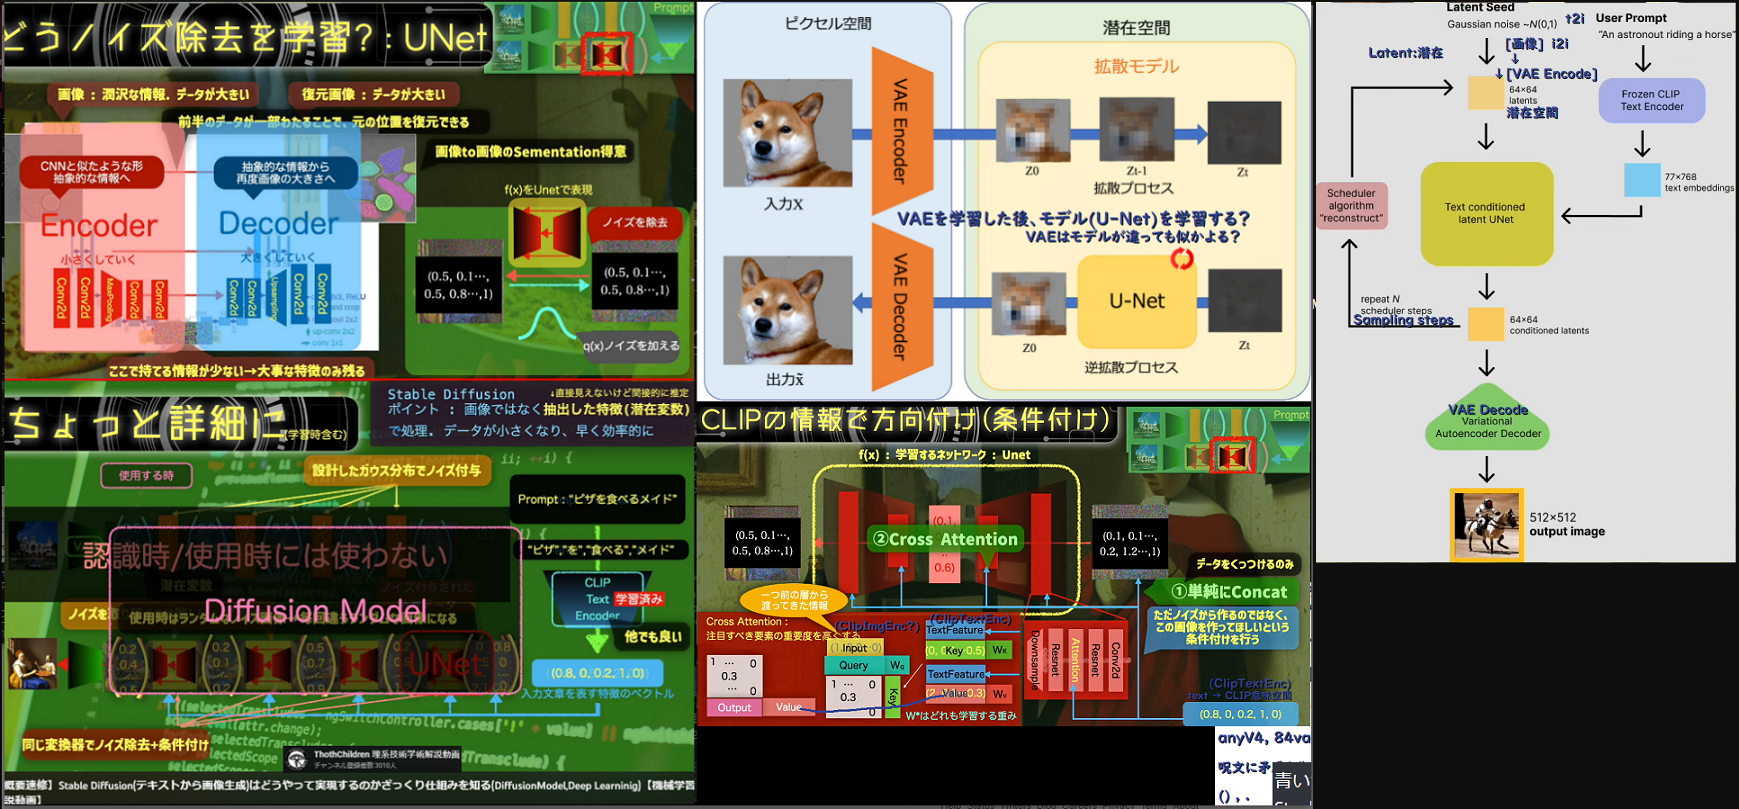 どうノイズ除去を学習?: UNet
Prompt
画像 : 潤沢な情報. データが大きい
復元画像 : データが大きい
前半のデータが一部わたることで、元の位置を復元できる
CNNと似たような形
抽象的な情報へ
抽象的な情報から
再度画像の大きさへ
画像to画像のSementation得意
f(x)をUnetで表現
Encoder
Decoder
ノイズを除去
小さくしていく
大きくしていく
(0.5, 0.1…,
0.5, 0.8…,1)
(0.5, 0.1…,
0.5, 0.8…,1)
Conv2d
Conv2d
MaxPooling
Conv2d
Conv2d
Conv2d
Conv2d
Upsampling
Conv2d
Conv2d
q(x)ノイズを加える
ここで持てる情報が少ない→大事な特徴のみ残る
ちょっと詳細に
(学習時含む)
Stable Diffusion
↓直接見えないけど間接的に推定
ポイント : 画像ではなく抽出した特徴(潜在変数)
で処理. データが小さくなり、早く効率的に
使用する時
設計したガウス分布でノイズ付与
Prompt : "ピザを食べるメイド"
認識時/使用時には使わない
"ピザ","を","食べる","メイド"
CLIP
Text
Encoder
学習済み
Diffusion Model
他でも良い
UNet
(0.8, 0, 0.2, 1, 0)
入力文章を表す特徴のベクトル
同じ変換器でノイズ除去+条件付け
ThothChildren 理系技術学術解説動画
チャンネル登録者数 3010人
概要速修】Stable Diffusion(テキストから画像生成)はどうやって実現するのかざっくり仕組みを知る(DiffusionModel,Deep Learninig)【機械学習
説動画】
ピクセル空間
潜在空間
拡散モデル
VAE Encoder
Z0
Zt-1
Zt
入力X
拡散プロセス
VAEを学習した後、モデル(U-Net)を学習する?
VAEはモデルが違っても似かよる?
VAE Decoder
U-Net
Z0
Zt
出力x̃
逆拡散プロセス
CLIPの情報で方向付け(条件付け)
Prompt
f(x) : 学習するネットワーク : Unet
(0.5, 0.1…,
0.5, 0.8…,1)
(0.1,
..
0.6)
②Cross Attention
(0.1, 0.1…,
0.2, 1.2…,1)
データをくっつけるのみ
①単純にConcat
一つ前の層から
渡ってきた情報
ただノイズから作るのではなく、
この画像を作ってほしいという
条件付けを行う
Cross Attention :
注目すべき要素の重要度を高くする
(ClipImgEnc?)
(ClipTextEnc)
Input
Query
Wq
TextFeature
Key
Wk
TextFeature
Value
Wv
1 … 0
0.3
… 0
Output
Value
1 … 0
0.3
0
Key
W*はどれも学習する重み
Downsample
Resnet
Attention
Resnet
Conv2d
(ClipTextEnc)
text → CLIP意味空間
(0.8, 0, 0.2, 1, 0)
anyV4, 84va
呪文に矛
() , .
青い
Latent Seed
Gaussian noise ~N(0,1)
t2i
User Prompt
"An astronout riding a horse"
Latent:潜在
[画像] i2i
↓
↓[VAE Encode]
64×64
latents
潜在空間
Frozen CLIP
Text Encoder
77×768
text embeddings
Scheduler
algorithm
"reconstruct"
Text conditioned
latent UNet
repeat N
scheduler steps
Sampling steps
64×64
conditioned latents
VAE Decode
Variational
Autoencoder Decoder
512×512
output image